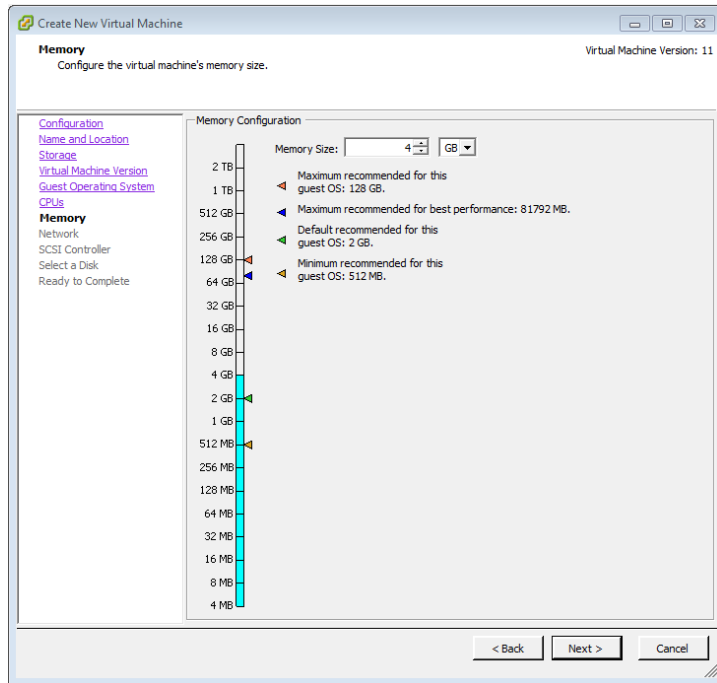 Create New Virtual Machine
Memory
Configure the virtual machine's memory size.
Virtual Machine Version: 11
Configuration
Name and Location
Storage
Virtual Machine Version
Guest Operating System
CPUs
Memory
Network
SCSI Controller
Select a Disk
Ready to Complete
Memory Configuration
Memory Size: 4 GB
2 TB
1 TB
512 GB
256 GB
128 GB
64 GB
32 GB
16 GB
8 GB
4 GB
2 GB
1 GB
512 MB
256 MB
128 MB
64 MB
32 MB
16 MB
8 MB
4 MB
Maximum recommended for this
guest OS: 128 GB.
Maximum recommended for best performance: 81792 MB.
Default recommended for this
guest OS: 2 GB.
Minimum recommended for this
guest OS: 512 MB.
< Back
Next >
Cancel